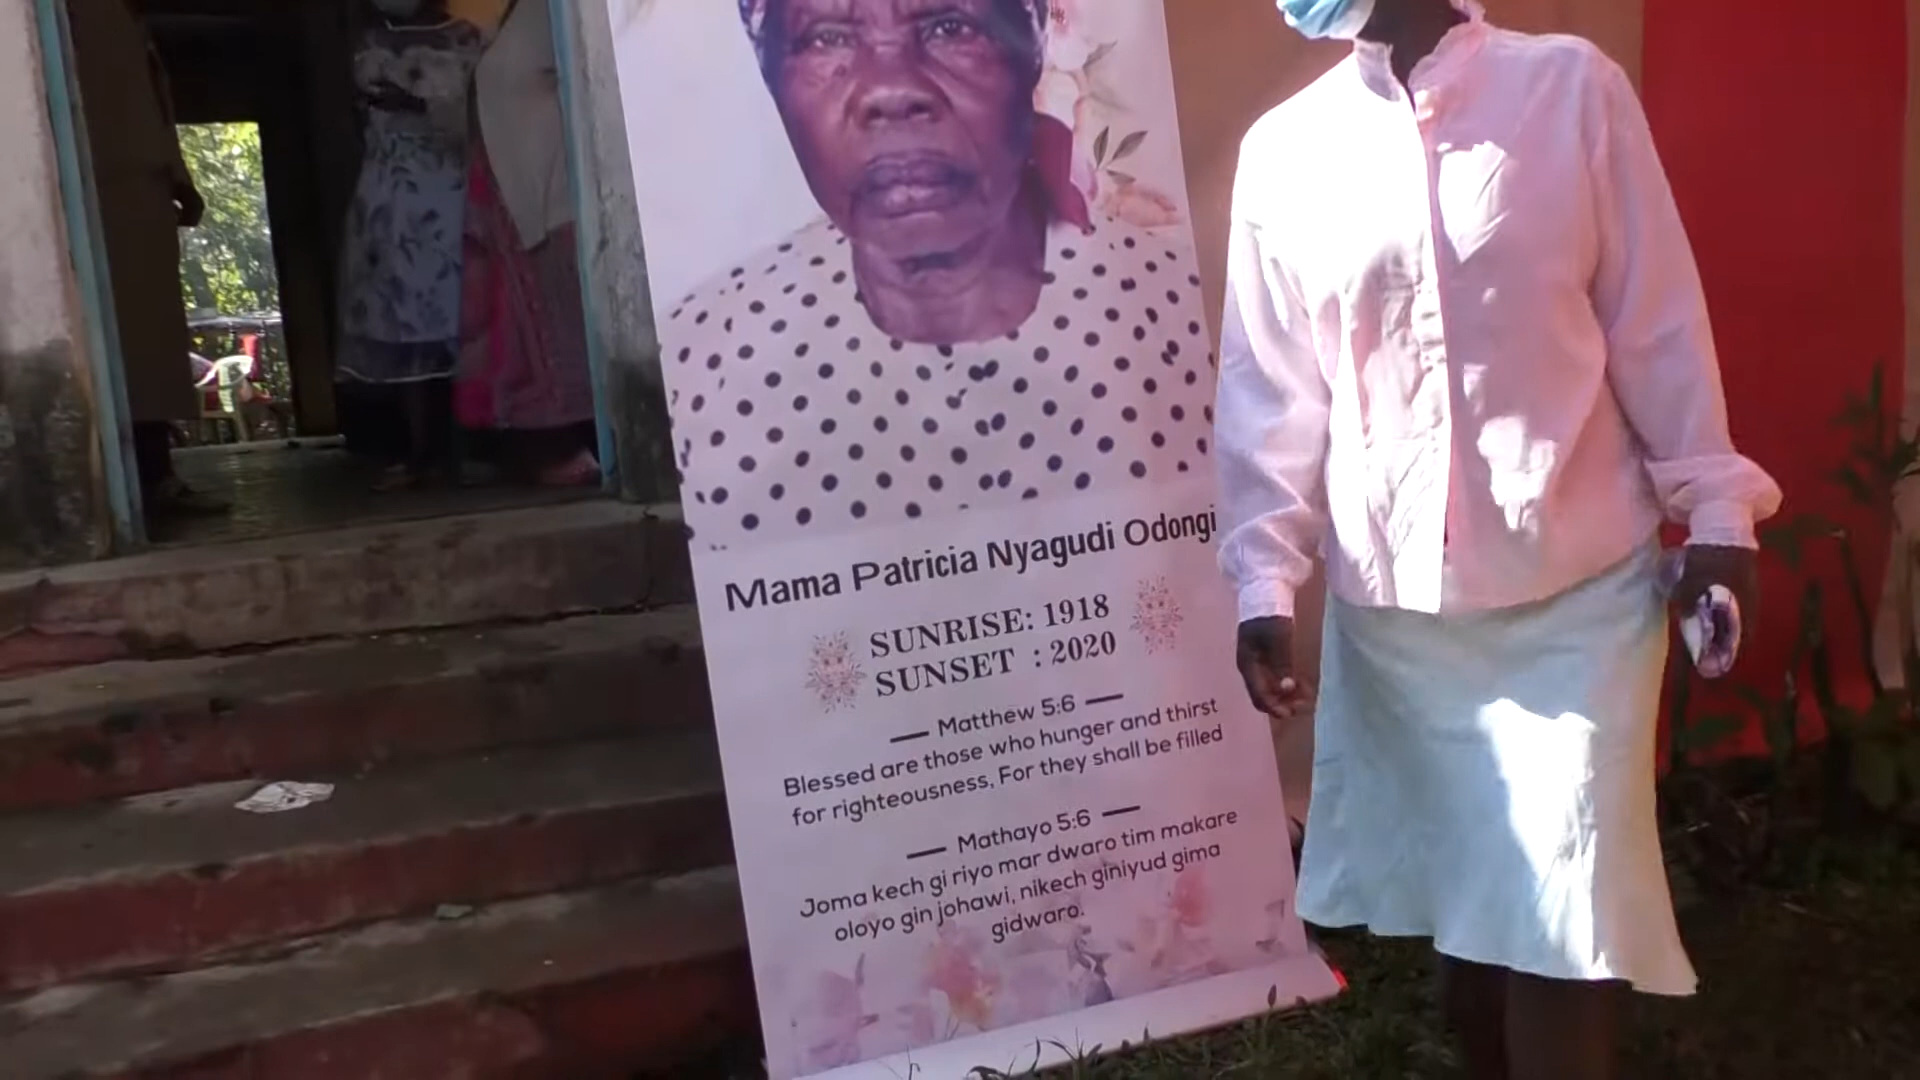 Mama Patricia Nyagudi Odongi
SUNRISE: 1918
SUNSET : 2020
Matthew 5:6
Blessed are those who hunger and thirst
for righteousness, For they shall be filled
Mathayo 5:6
Joma kech gi riyo mar dwaro tim makare
oloyo gin johawi, nikech giniyud gima
gidwaro.